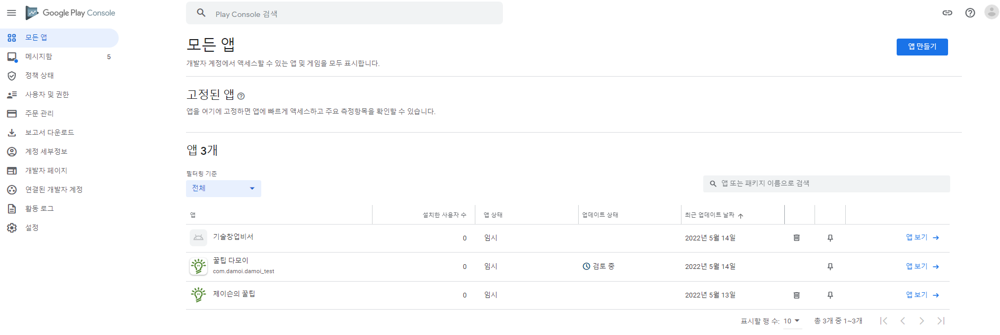 Google Play Console
Play Console 검색
모든 앱
메시지함 5
정책 상태
사용자 및 권한
주문 관리
보고서 다운로드
계정 세부정보
개발자 페이지
연결된 개발자 계정
활동 로그
설정
모든 앱
앱 만들기
개발자 계정에서 액세스할 수 있는 앱 및 게임을 모두 표시합니다.
고정된 앱
앱을 여기에 고정하면 앱에 빠르게 액세스하고 주요 측정항목을 확인할 수 있습니다.
앱 3개
필터링 기준
전체
앱 또는 패키지 이름으로 검색
앱 설치한 사용자 수 앱 상태 업데이트 상태 최근 업데이트 날짜
기술창업비서 0 임시 2022년 5월 14일 앱 보기
꿀팁 다모이 0 임시 검토 중 2022년 5월 14일 앱 보기
com.damoi.damoi_test
제이슨의 꿀팁 0 임시 2022년 5월 13일 앱 보기
표시할 행 수: 10 총 3개 중 1~3개